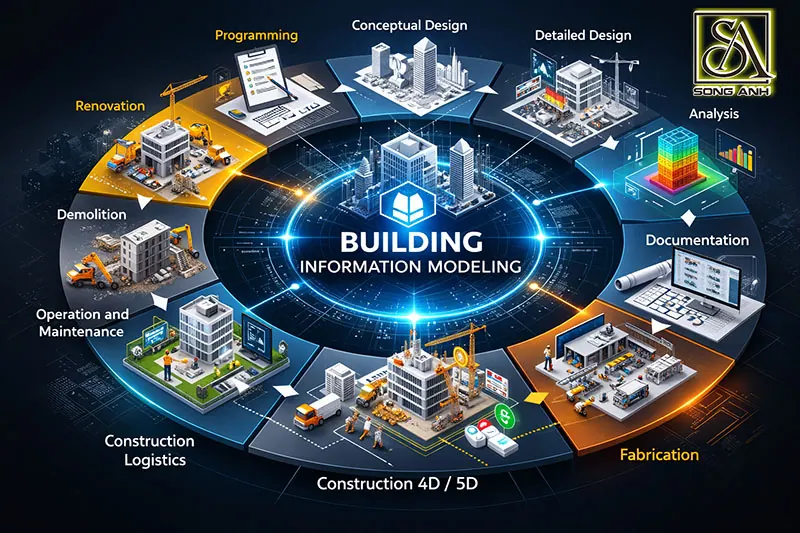 Programming
Conceptual Design
Detailed Design
SA
SONG ANH
Renovation
Analysis
Demolition
Documentation
BUILDING
INFORMATION MODELING
Operation and
Maintenance
Construction
Logistics
Construction 4D / 5D
Fabrication